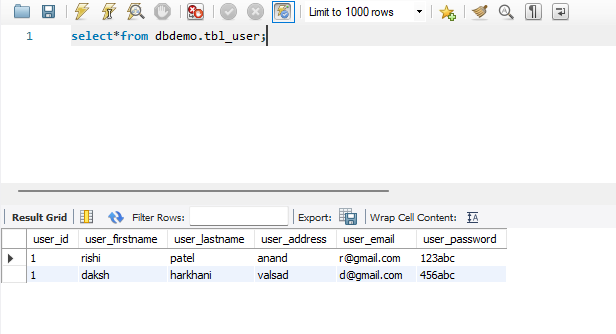 Limit to 1000 rows
1 select*from dbdemo.tbl_user;
Result Grid Filter Rows: Export: Wrap Cell Content:
user_id user_firstname user_lastname user_address user_email user_password
1 rishi patel anand r@gmail.com 123abc
1 daksh harkhani valsad d@gmail.com 456abc